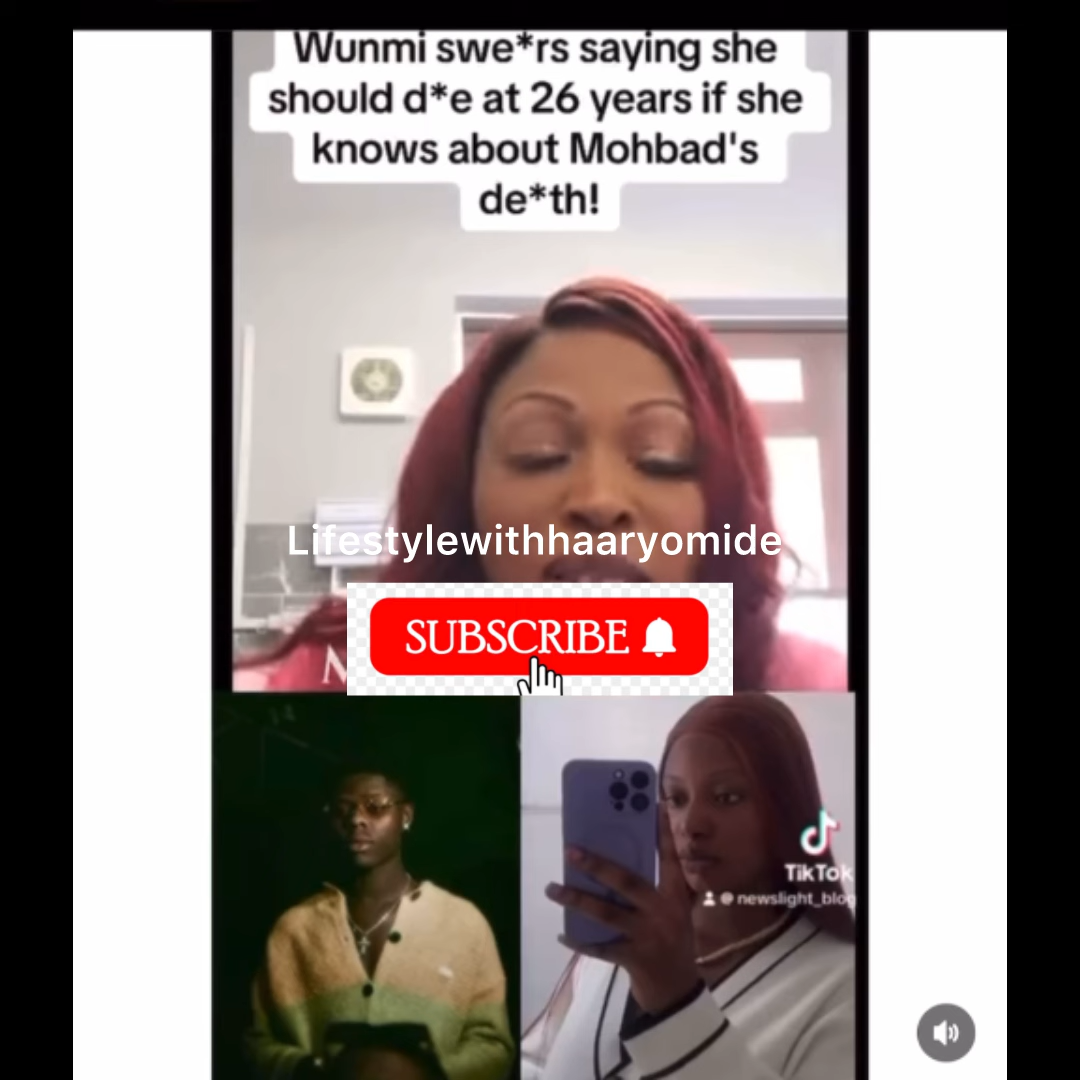 Wunmi swe*rs saying she
should d*e at 26 years if she
knows about Mohbad's
de*th!
Lifestylewithhaaryomide
SUBSCRIBE
TikTok
@ newslight_blog